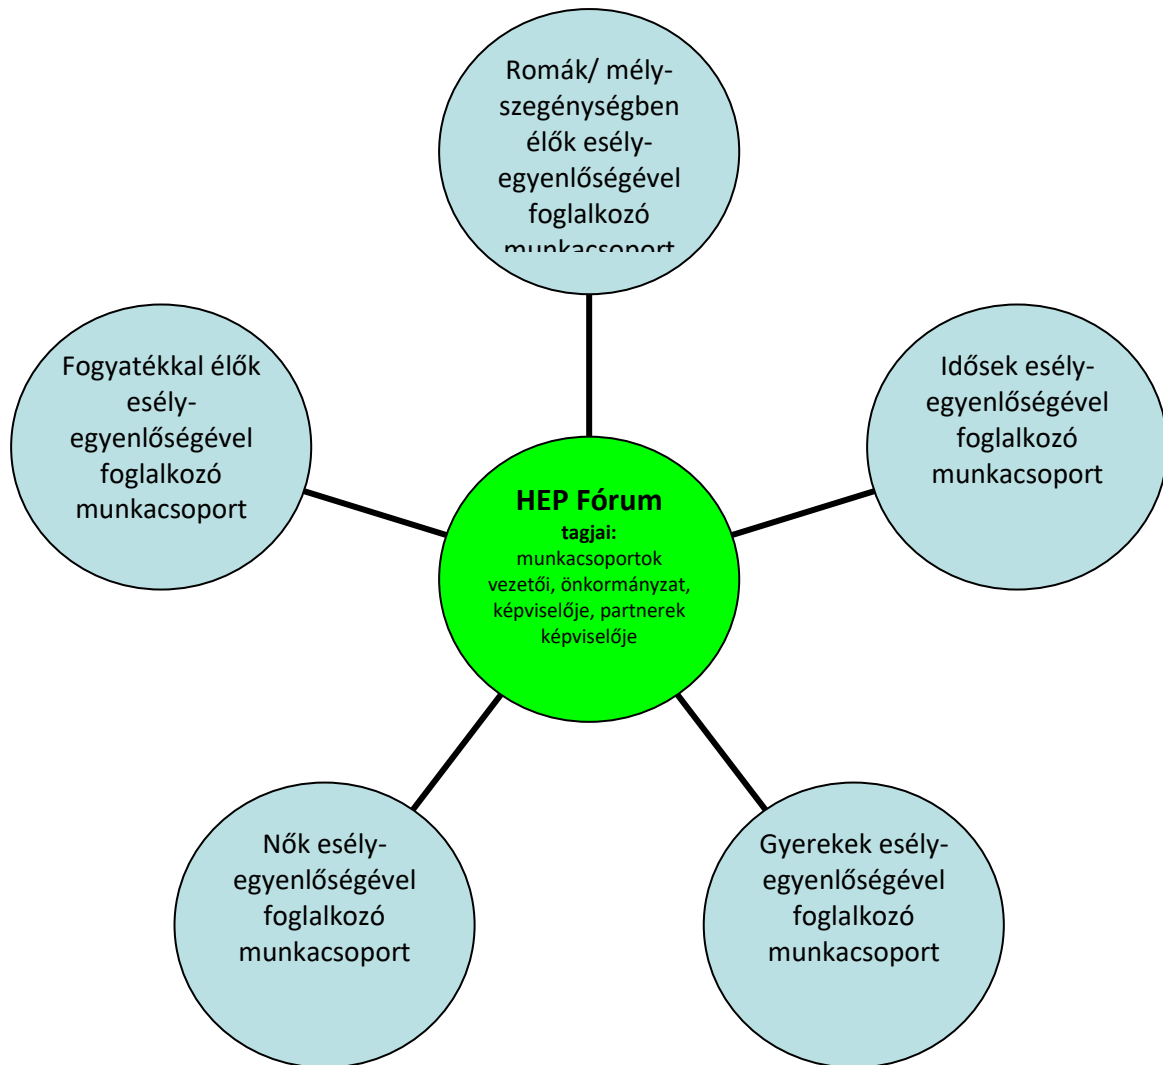 Romák/ mély-
szegénységben
élők esély-
egyenlőségével
foglalkozó
munkacsoport
Fogyatékkal élők
esély-
egyenlőségével
foglalkozó
munkacsoport
Idősek esély-
egyenlőségével
foglalkozó
munkacsoport
HEP Fórum
tagjai:
munkacsoportok
vezetői, önkormányzat,
képviselője, partnerek
képviselője
Nők esély-
egyenlőségével
foglalkozó
munkacsoport
Gyerekek esély-
egyenlőségével
foglalkozó
munkacsoport